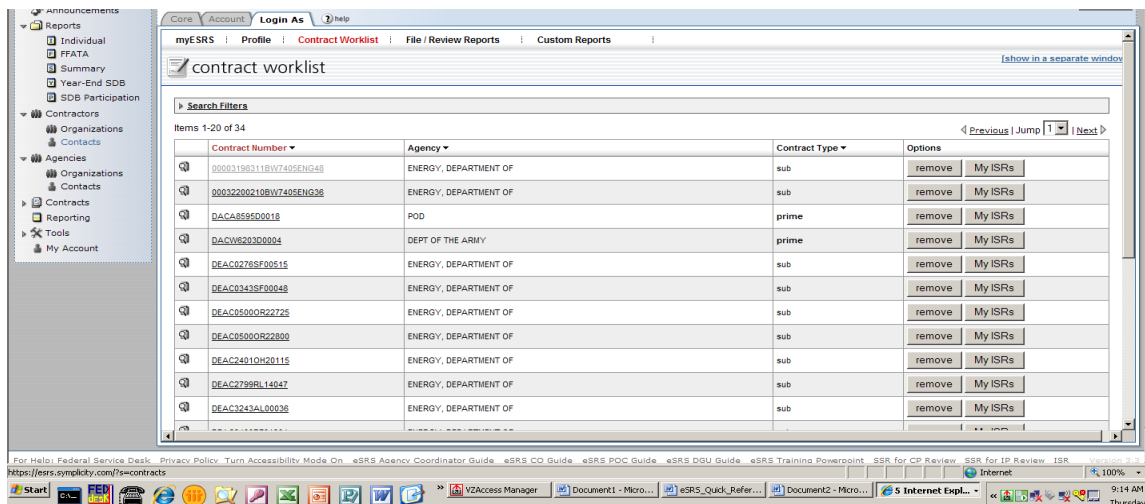 Announcements
Reports
Individual
FFATA
Summary
Year-End SDB
SDB Participation
Contractors
Organizations
Contacts
Agencies
Organizations
Contacts
Contracts
Reporting
Tools
My Account
Core Account Login As help
myESRS Profile Contract Worklist File / Review Reports Custom Reports
contract worklist
[show in a separate window
Search Filters
Items 1-20 of 34
Previous | Jump 1 | Next
Contract Number Agency Contract Type Options
00003198311BW7405ENG48 ENERGY, DEPARTMENT OF sub remove My ISRs
00032200210BW7405ENG36 ENERGY, DEPARTMENT OF sub remove My ISRs
DACA8595D0018 POD prime remove My ISRs
DACW6203D0004 DEPT OF THE ARMY prime remove My ISRs
DEAC0276SF00515 ENERGY, DEPARTMENT OF sub remove My ISRs
DEAC0343SF00048 ENERGY, DEPARTMENT OF sub remove My ISRs
DEAC0500OR22725 ENERGY, DEPARTMENT OF sub remove My ISRs
DEAC0500OR22800 ENERGY, DEPARTMENT OF sub remove My ISRs
DEAC2401OH20115 ENERGY, DEPARTMENT OF sub remove My ISRs
DEAC2799RL14047 ENERGY, DEPARTMENT OF sub remove My ISRs
DEAC3243AL00036 ENERGY, DEPARTMENT OF sub remove My ISRs
For Help: Federal Service Desk Privacy Policy Turn Accessibility Mode On eSRS Agency Coordinator Guide eSRS CO Guide eSRS POC Guide eSRS DGU Guide eSRS Training Powerpoint SSR for CP Review SSR for IP Review ISR Version 2.3
https://esrs.symplicity.com/?s=contracts Internet 100%
Start FED desk VZAccess Manager Document1 - Micro... eSRS_Quick_Refer... Document2 - Micro... 5 Internet Expl... 9:14 AM
Thursday